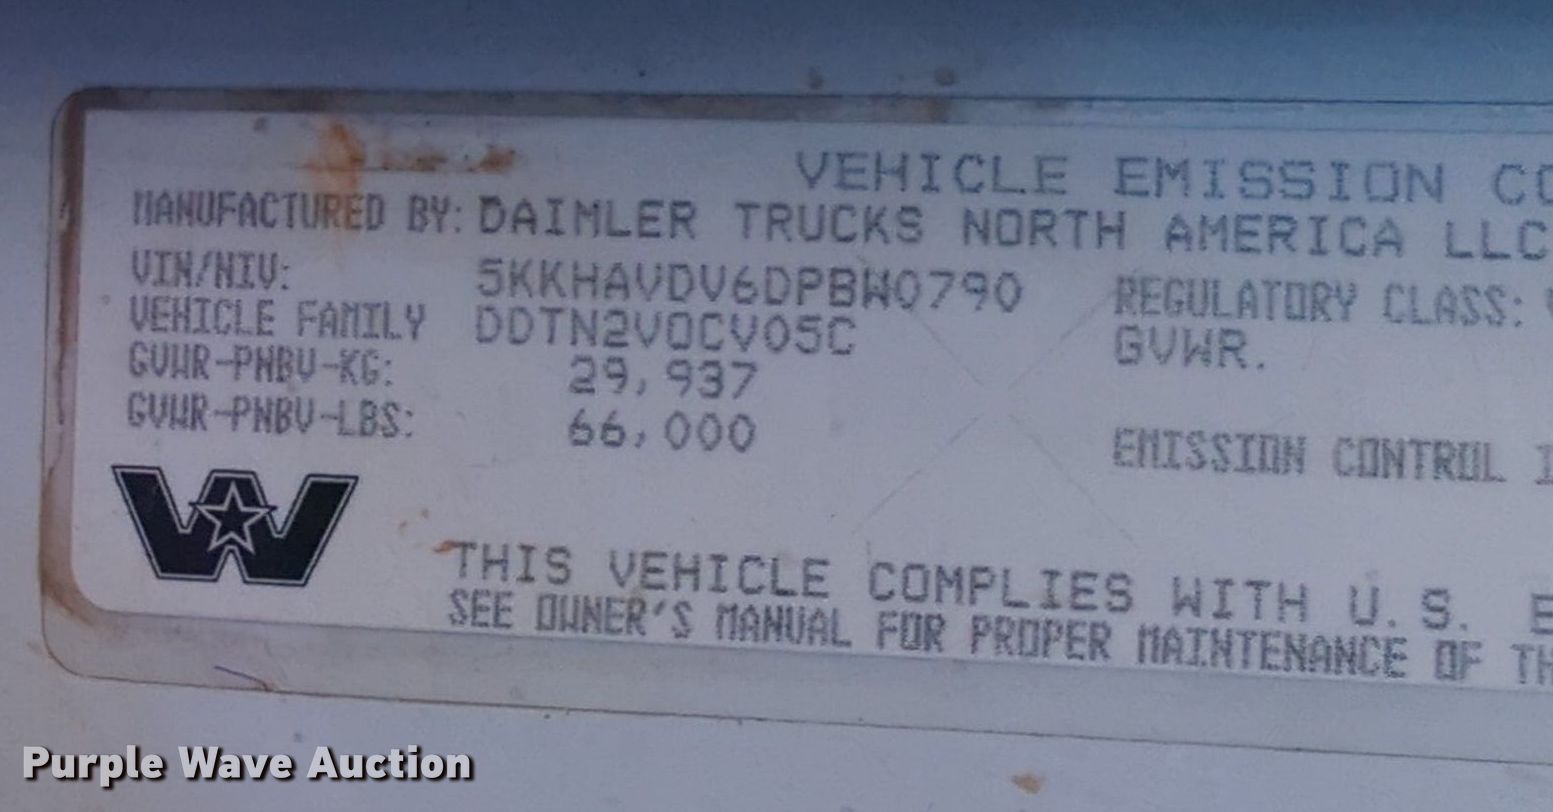 VEHICLE EMISSION CO
MANUFACTURED BY: DAIMLER TRUCKS NORTH AMERICA LLC
VIN/NIV: 5KKHAVDV6DPBW0790
REGULATORY CLASS:
VEHICLE FAMILY DDTN2VOCV05C
GVWR.
GVWR-PNBV-KG: 29,937
GVWR-PNBV-LBS: 66,000
EMISSION CONTROL
W
THIS VEHICLE COMPLIES WITH U.S. E
SEE OWNER'S MANUAL FOR PROPER MAINTENANCE OF TH
Purple Wave Auction